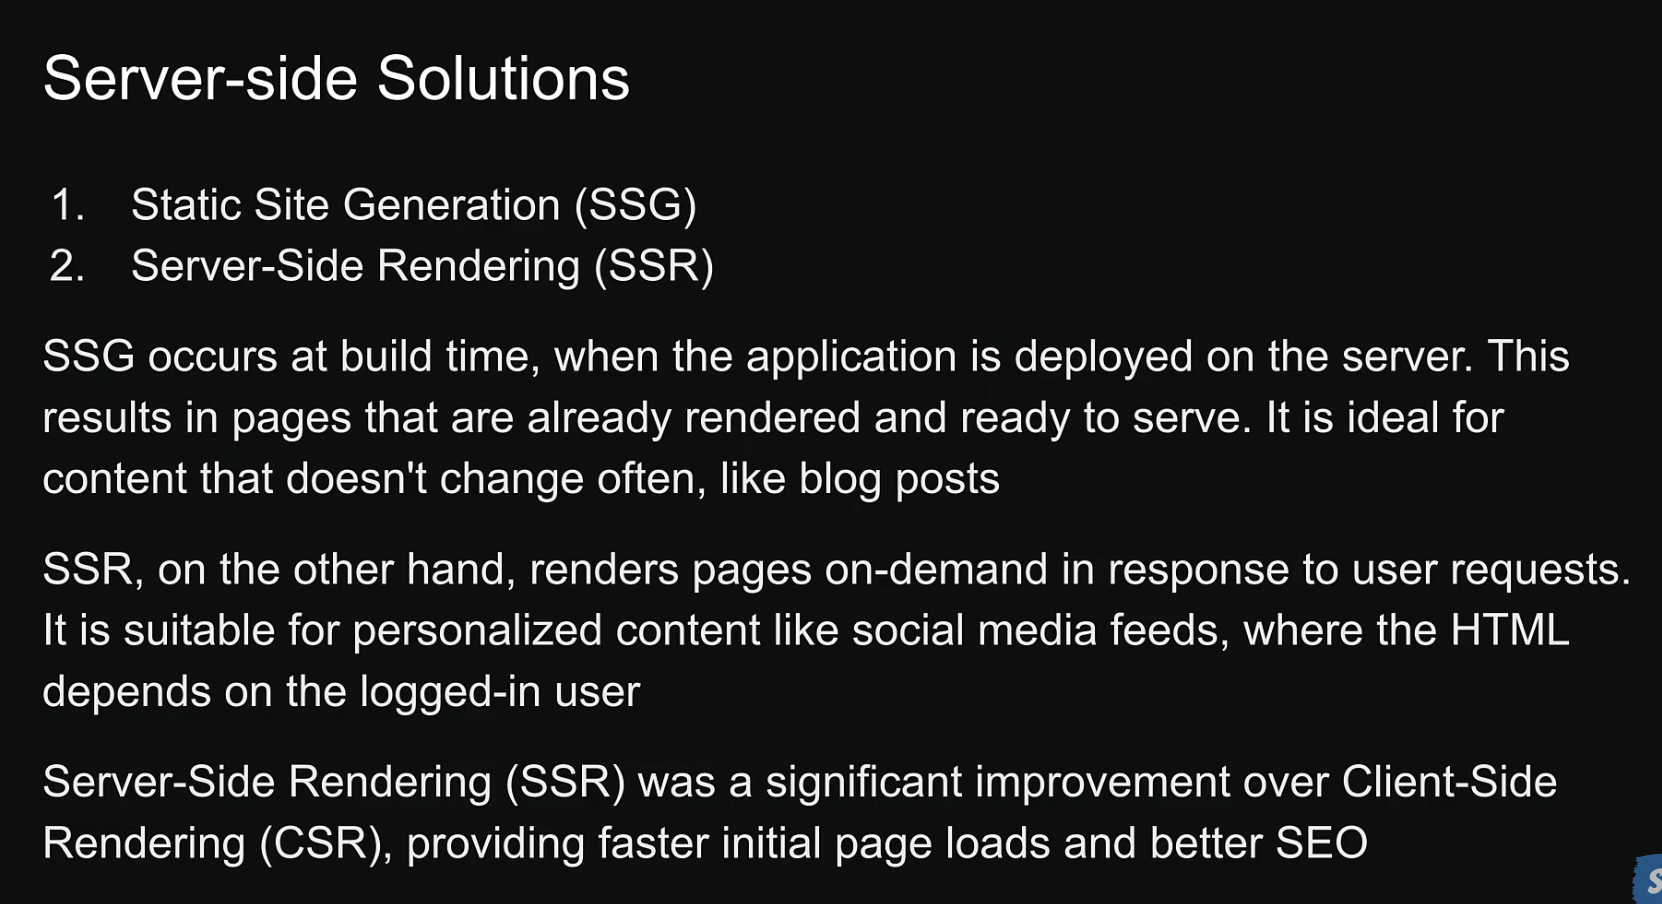 Server-side Solutions
1. Static Site Generation (SSG)
2. Server-Side Rendering (SSR)
SSG occurs at build time, when the application is deployed on the server. This
results in pages that are already rendered and ready to serve. It is ideal for
content that doesn't change often, like blog posts
SSR, on the other hand, renders pages on-demand in response to user requests.
It is suitable for personalized content like social media feeds, where the HTML
depends on the logged-in user
Server-Side Rendering (SSR) was a significant improvement over Client-Side
Rendering (CSR), providing faster initial page loads and better SEO